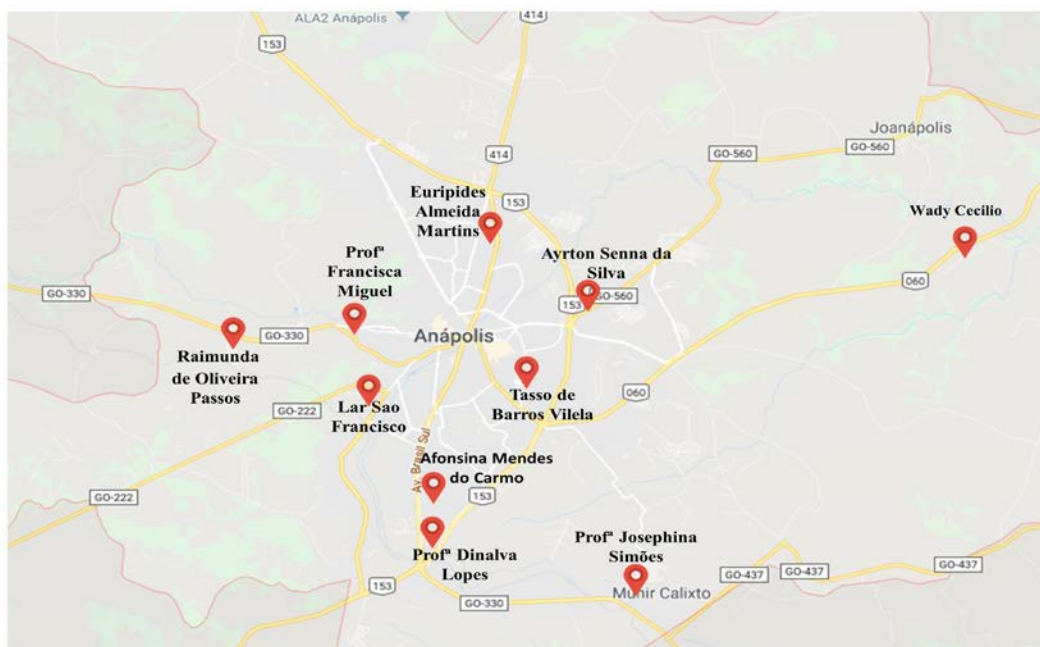 ALA2 Anápolis
414
153
Joanápolis
GO-560
GO-560
414
Euripides
Almeida
Martins
153
Wady Cecilio
Profª
Francisca
Miguel
Ayrton Senna da
Silva
060
GO-330
153
GO-560
GO-330
Anápolis
Raimunda
de Oliveira
Passos
Tasso de
Barros Vilela
060
Lar Sao
Francisco
GO-222
Av. Brasil Sul
Afonsina Mendes
do Carmo
GO-222
153
Profª Dinalva
Lopes
Profª Josephina
Simões
GO-437
GO-437
GO-437
153
GO-330
Munir Calixto